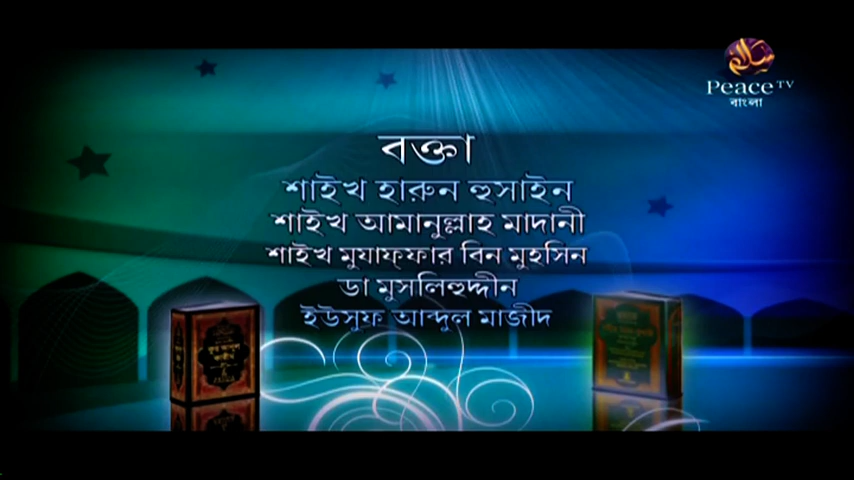 Peace TV
বাংলা
বক্তা
শাইখ হারুন হুসাইন
শাইখ আমানুল্লাহ মাদানী
শাইখ মুযাফ্ফার বিন মুহসিন
ডা মুসলিহুদ্দীন
ইউসুফ আব্দুল মাজীদ